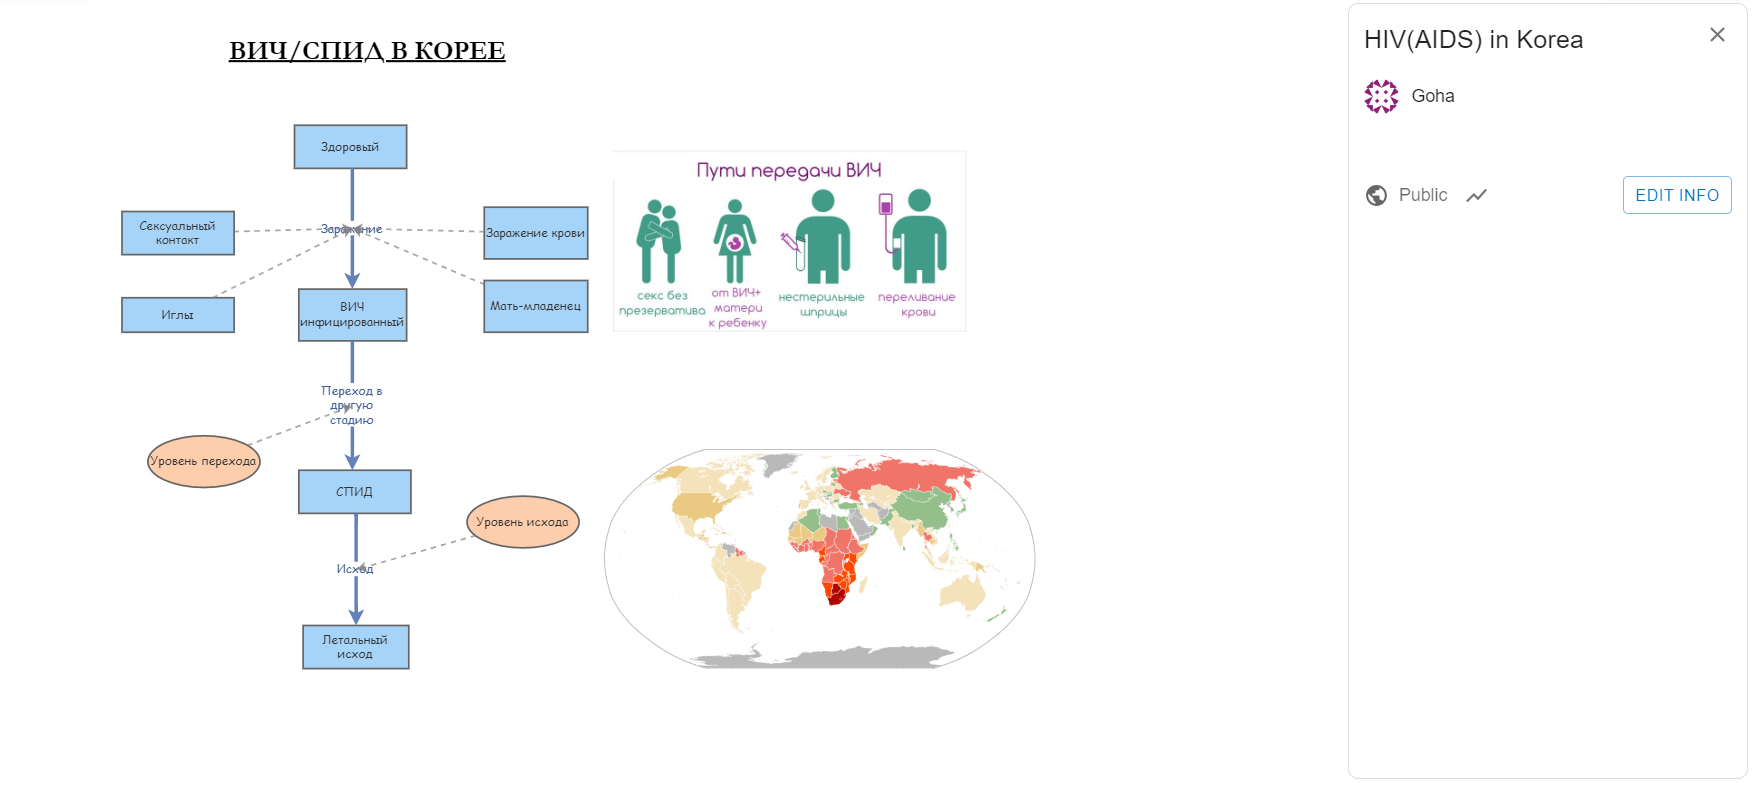 ВИЧ/СПИД В КОРЕЕ
Здоровый
Сексуальный
контакт
Заражение
Заражение крови
Иглы
ВИЧ
инфицированный
Мать-младенец
Переход в
другую
стадию
Уровень перехода
СПИД
Уровень исхода
Исход
Летальный
исход
Пути передачи ВИЧ
секс без
презерватива
от ВИЧ+
матери
к ребенку
нестерильные
шприцы
переливание
крови
HIV(AIDS) in Korea
Goha
Public
EDIT INFO